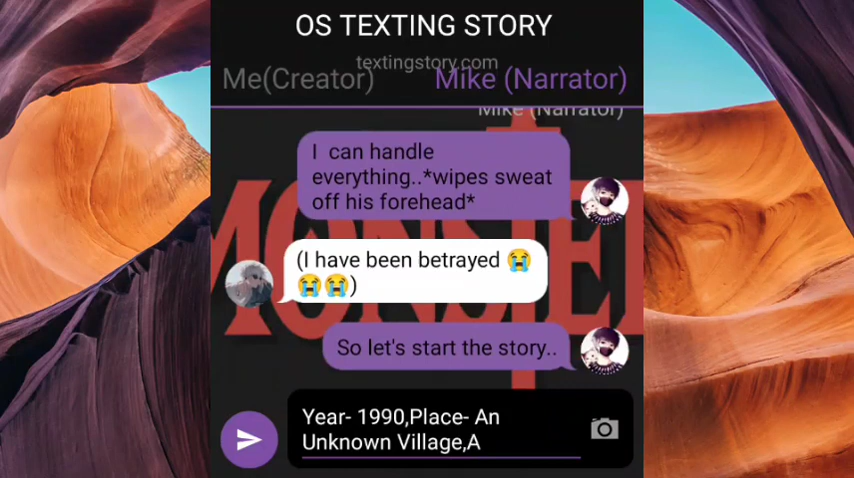 OS TEXTING STORY
textingstory.com
Me(Creator) Mike (Narrator)
Mike (Narrator)
I can handle
everything..*wipes sweat
off his forehead*
MONSTER
(I have been betrayed 😭
😭😭)
So let's start the story..
Year- 1990,Place- An
Unknown Village,A